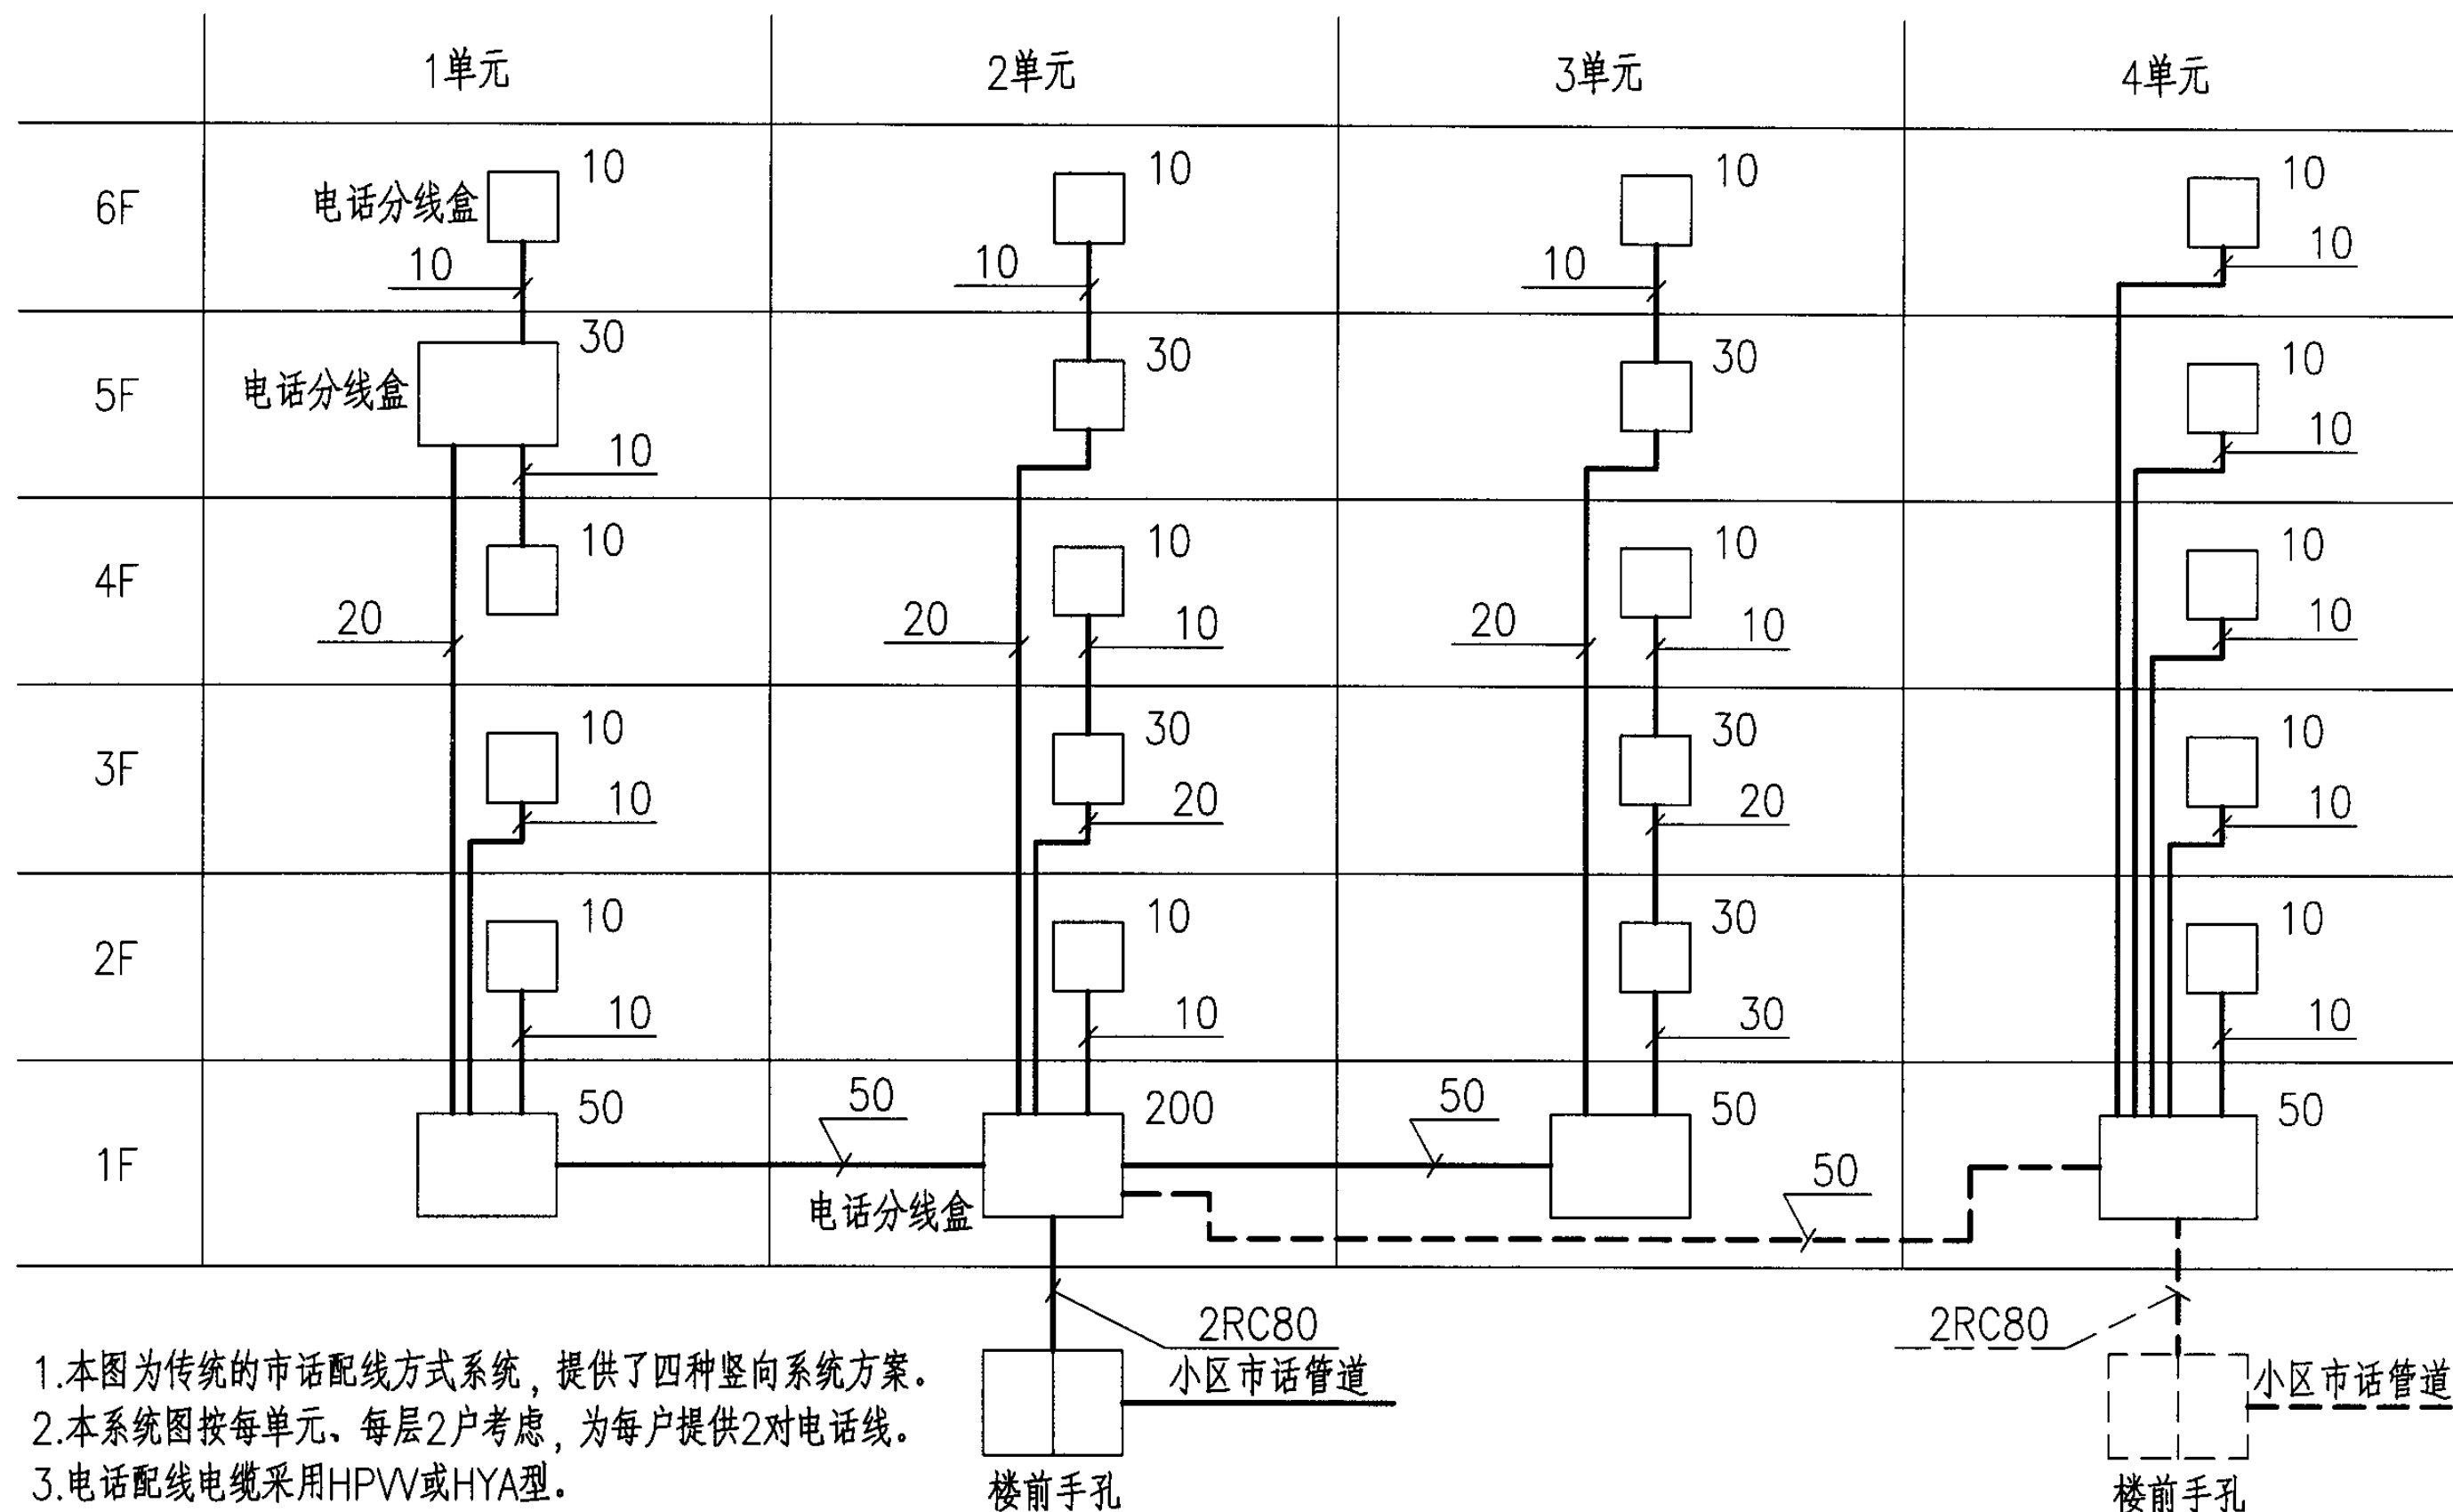 1单元 2单元 3单元 4单元
10 10 10 10
6F 电话分线盒 10
10 10 10
30 30 30 10
5F 电话分线盒
10 10
10 10 10 10
4F
20 20 10 20 10 10
10 30 30 10
3F
10 20 20 10
10 10 30 10
2F
10 10 30 10
50 50 200 50 50 50
1F 50
电话分线盒
2RC80 2RC80
小区市话管道 小区市话管道
楼前手孔 楼前手孔
1.本图为传统的市话配线方式系统，提供了四种竖向系统方案。
2.本系统图按每单元、每层2户考虑，为每户提供2对电话线。
3.电话配线电缆采用HPVV或HYA型。